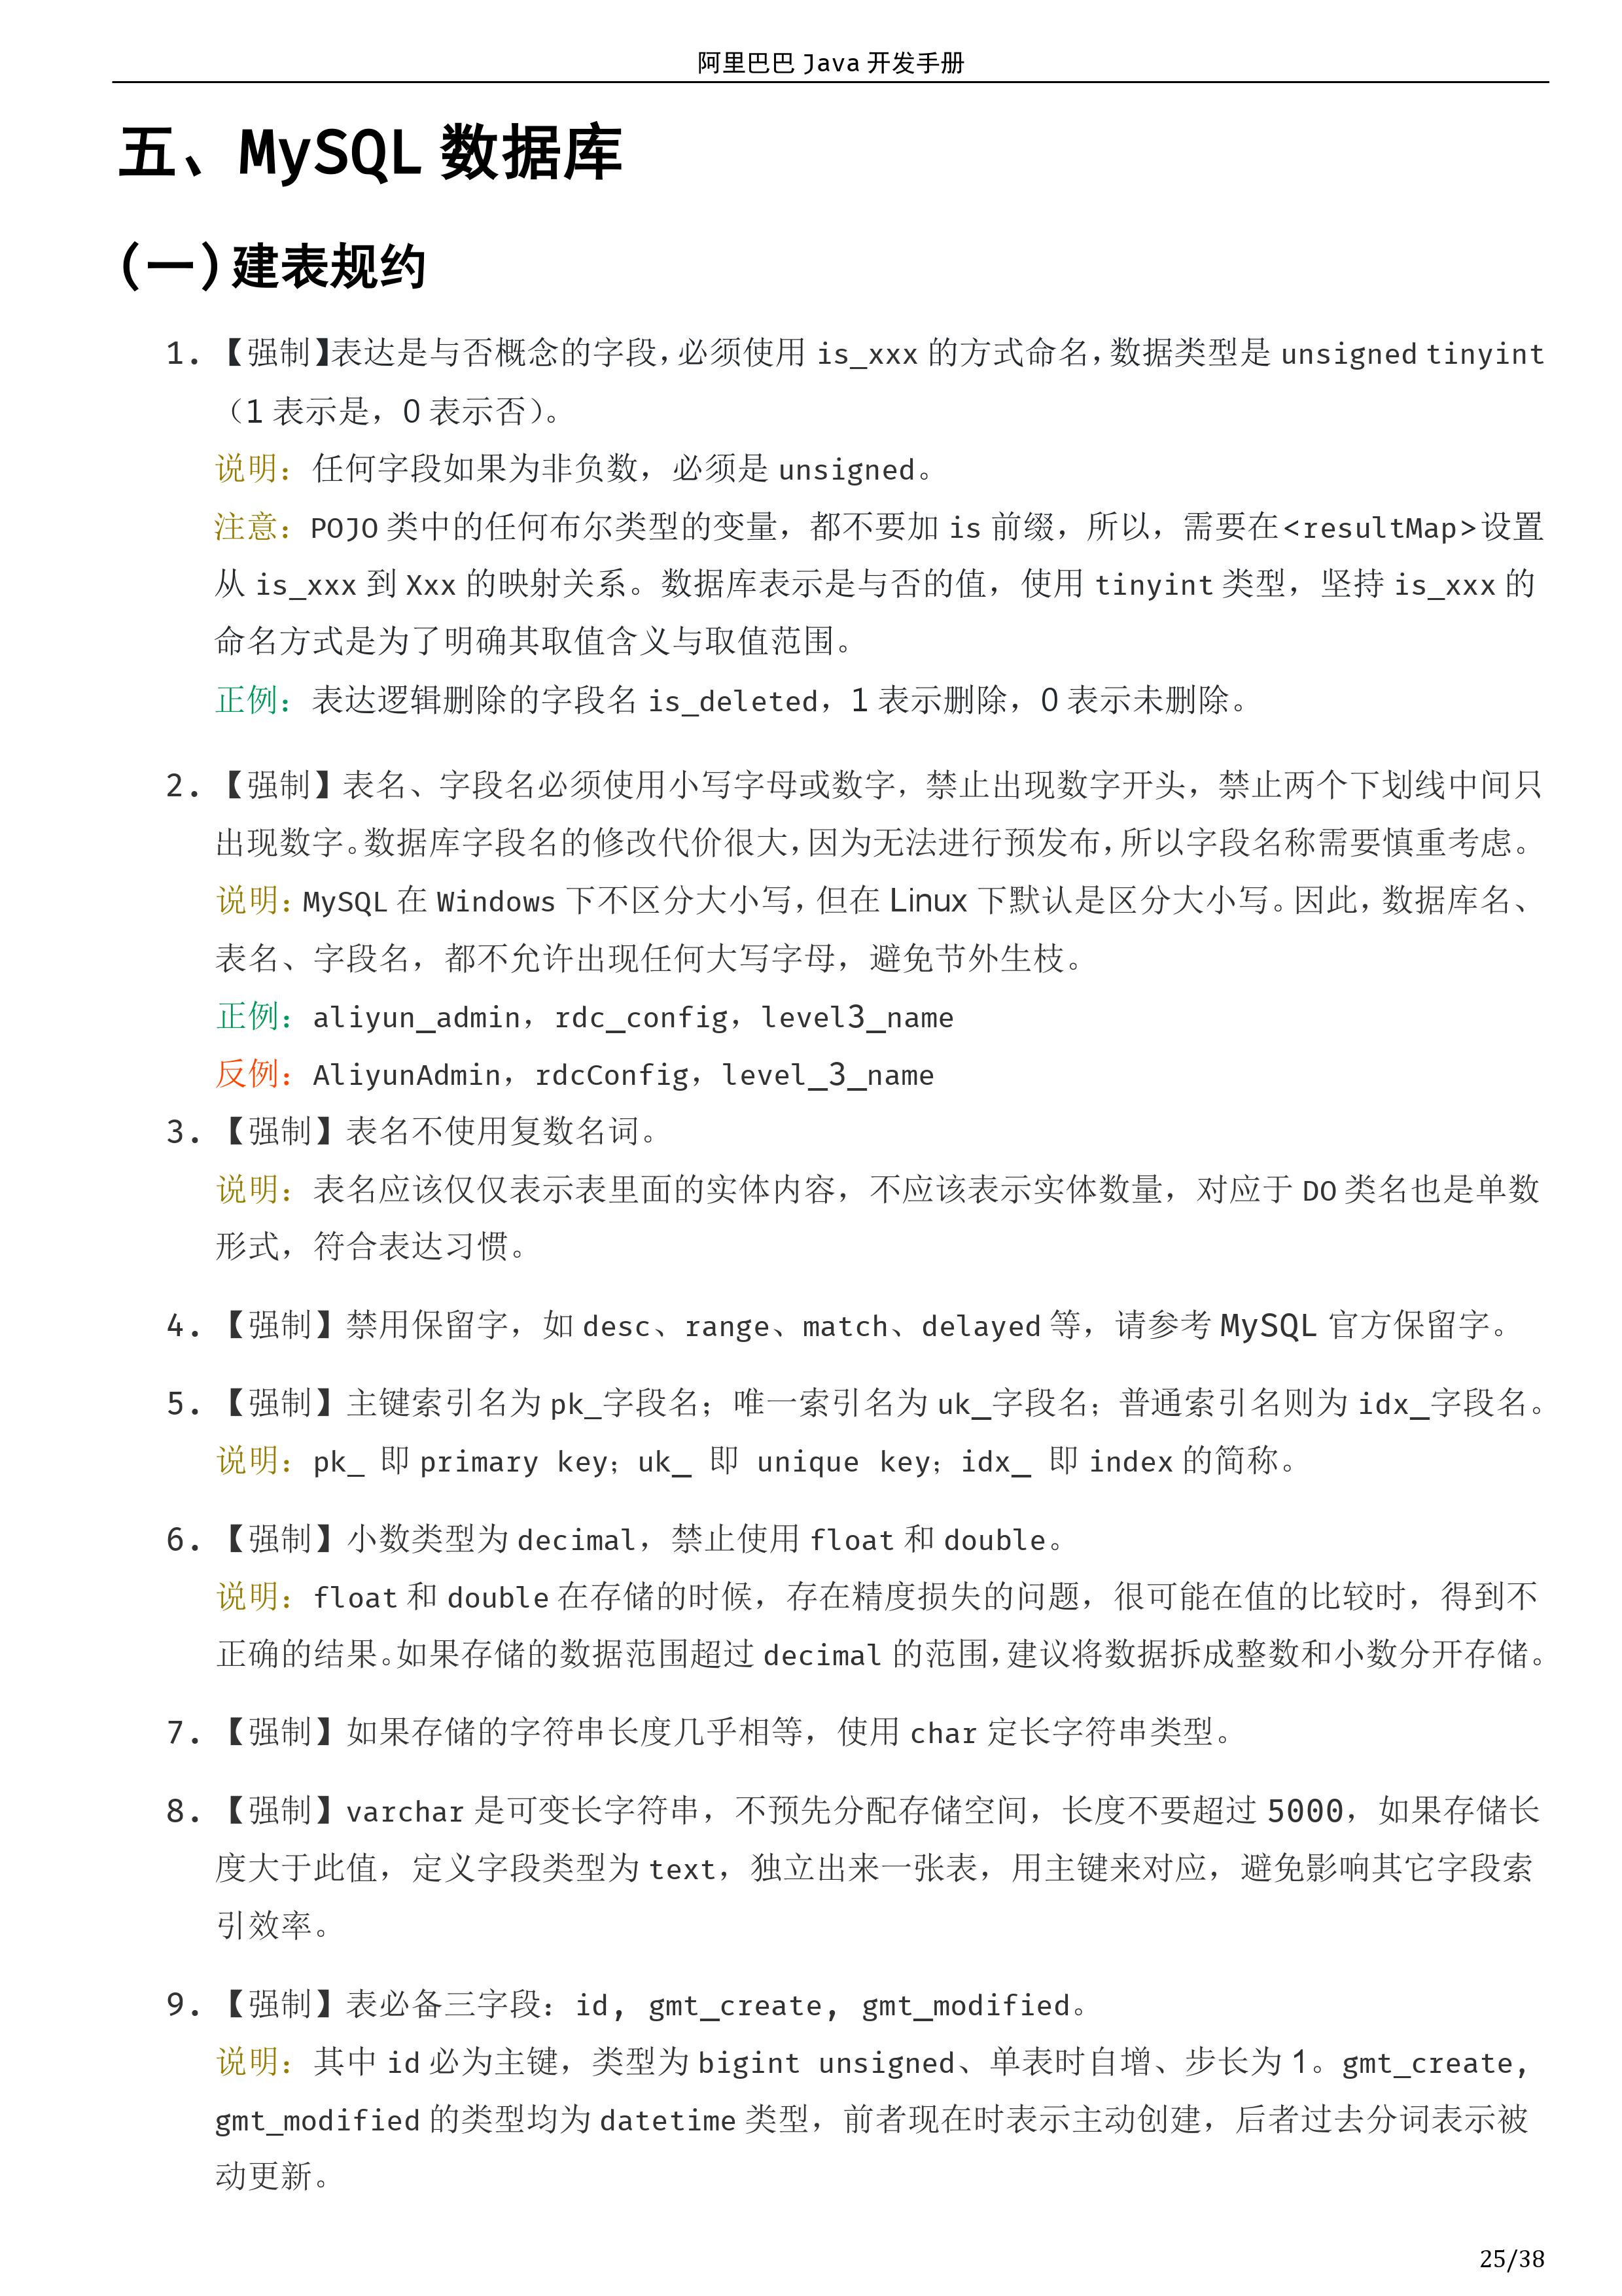 阿里巴巴 Java 开发手册
五、MySQL 数据库
(一)建表规约
1. 【强制】表达是与否概念的字段,必须使用 is_xxx 的方式命名,数据类型是 unsigned tinyint
（1 表示是，0 表示否）。
说明：任何字段如果为非负数，必须是 unsigned。
注意：POJO 类中的任何布尔类型的变量，都不要加 is 前缀，所以，需要在<resultMap>设置
从 is_xxx 到 Xxx 的映射关系。数据库表示是与否的值，使用 tinyint 类型，坚持 is_xxx 的
命名方式是为了明确其取值含义与取值范围。
正例：表达逻辑删除的字段名 is_deleted，1 表示删除，0 表示未删除。
2. 【强制】表名、字段名必须使用小写字母或数字，禁止出现数字开头，禁止两个下划线中间只
出现数字。数据库字段名的修改代价很大，因为无法进行预发布，所以字段名称需要慎重考虑。
说明：MySQL 在 Windows 下不区分大小写，但在 Linux 下默认是区分大小写。因此，数据库名、
表名、字段名，都不允许出现任何大写字母，避免节外生枝。
正例：aliyun_admin，rdc_config，level3_name
反例：AliyunAdmin，rdcConfig，level_3_name
3. 【强制】表名不使用复数名词。
说明：表名应该仅仅表示表里面的实体内容，不应该表示实体数量，对应于 DO 类名也是单数
形式，符合表达习惯。
4. 【强制】禁用保留字，如 desc、range、match、delayed 等，请参考 MySQL 官方保留字。
5. 【强制】主键索引名为 pk_字段名；唯一索引名为 uk_字段名；普通索引名则为 idx_字段名。
说明：pk_ 即 primary key；uk_ 即 unique key；idx_ 即 index 的简称。
6. 【强制】小数类型为 decimal，禁止使用 float 和 double。
说明：float 和 double 在存储的时候，存在精度损失的问题，很可能在值的比较时，得到不
正确的结果。如果存储的数据范围超过 decimal 的范围，建议将数据拆成整数和小数分开存储。
7. 【强制】如果存储的字符串长度几乎相等，使用 char 定长字符串类型。
8. 【强制】varchar 是可变长字符串，不预先分配存储空间，长度不要超过 5000，如果存储长
度大于此值，定义字段类型为 text，独立出来一张表，用主键来对应，避免影响其它字段索
引效率。
9. 【强制】表必备三字段：id, gmt_create, gmt_modified。
说明：其中 id 必为主键，类型为 bigint unsigned、单表时自增、步长为 1。gmt_create,
gmt_modified 的类型均为 datetime 类型，前者现在时表示主动创建，后者过去分词表示被
动更新。
25/38